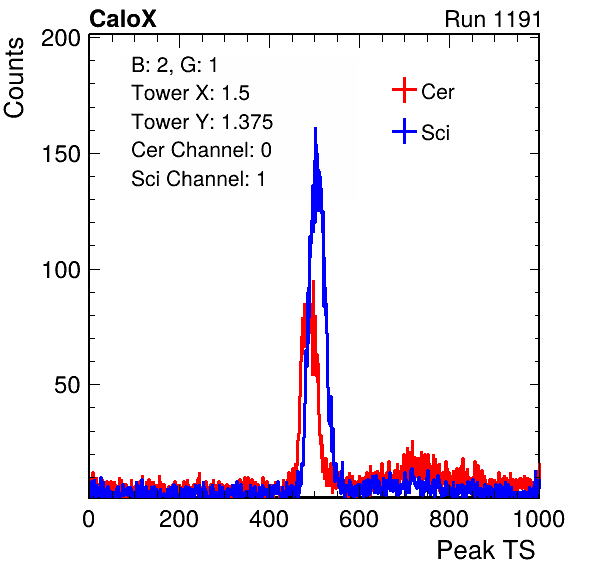 CaloX Run 1191
Counts
200
150
100
50
B: 2, G: 1
Tower X: 1.5
Tower Y: 1.375
Cer Channel: 0
Sci Channel: 1
Cer
Sci
0 200 400 600 800 1000
Peak TS